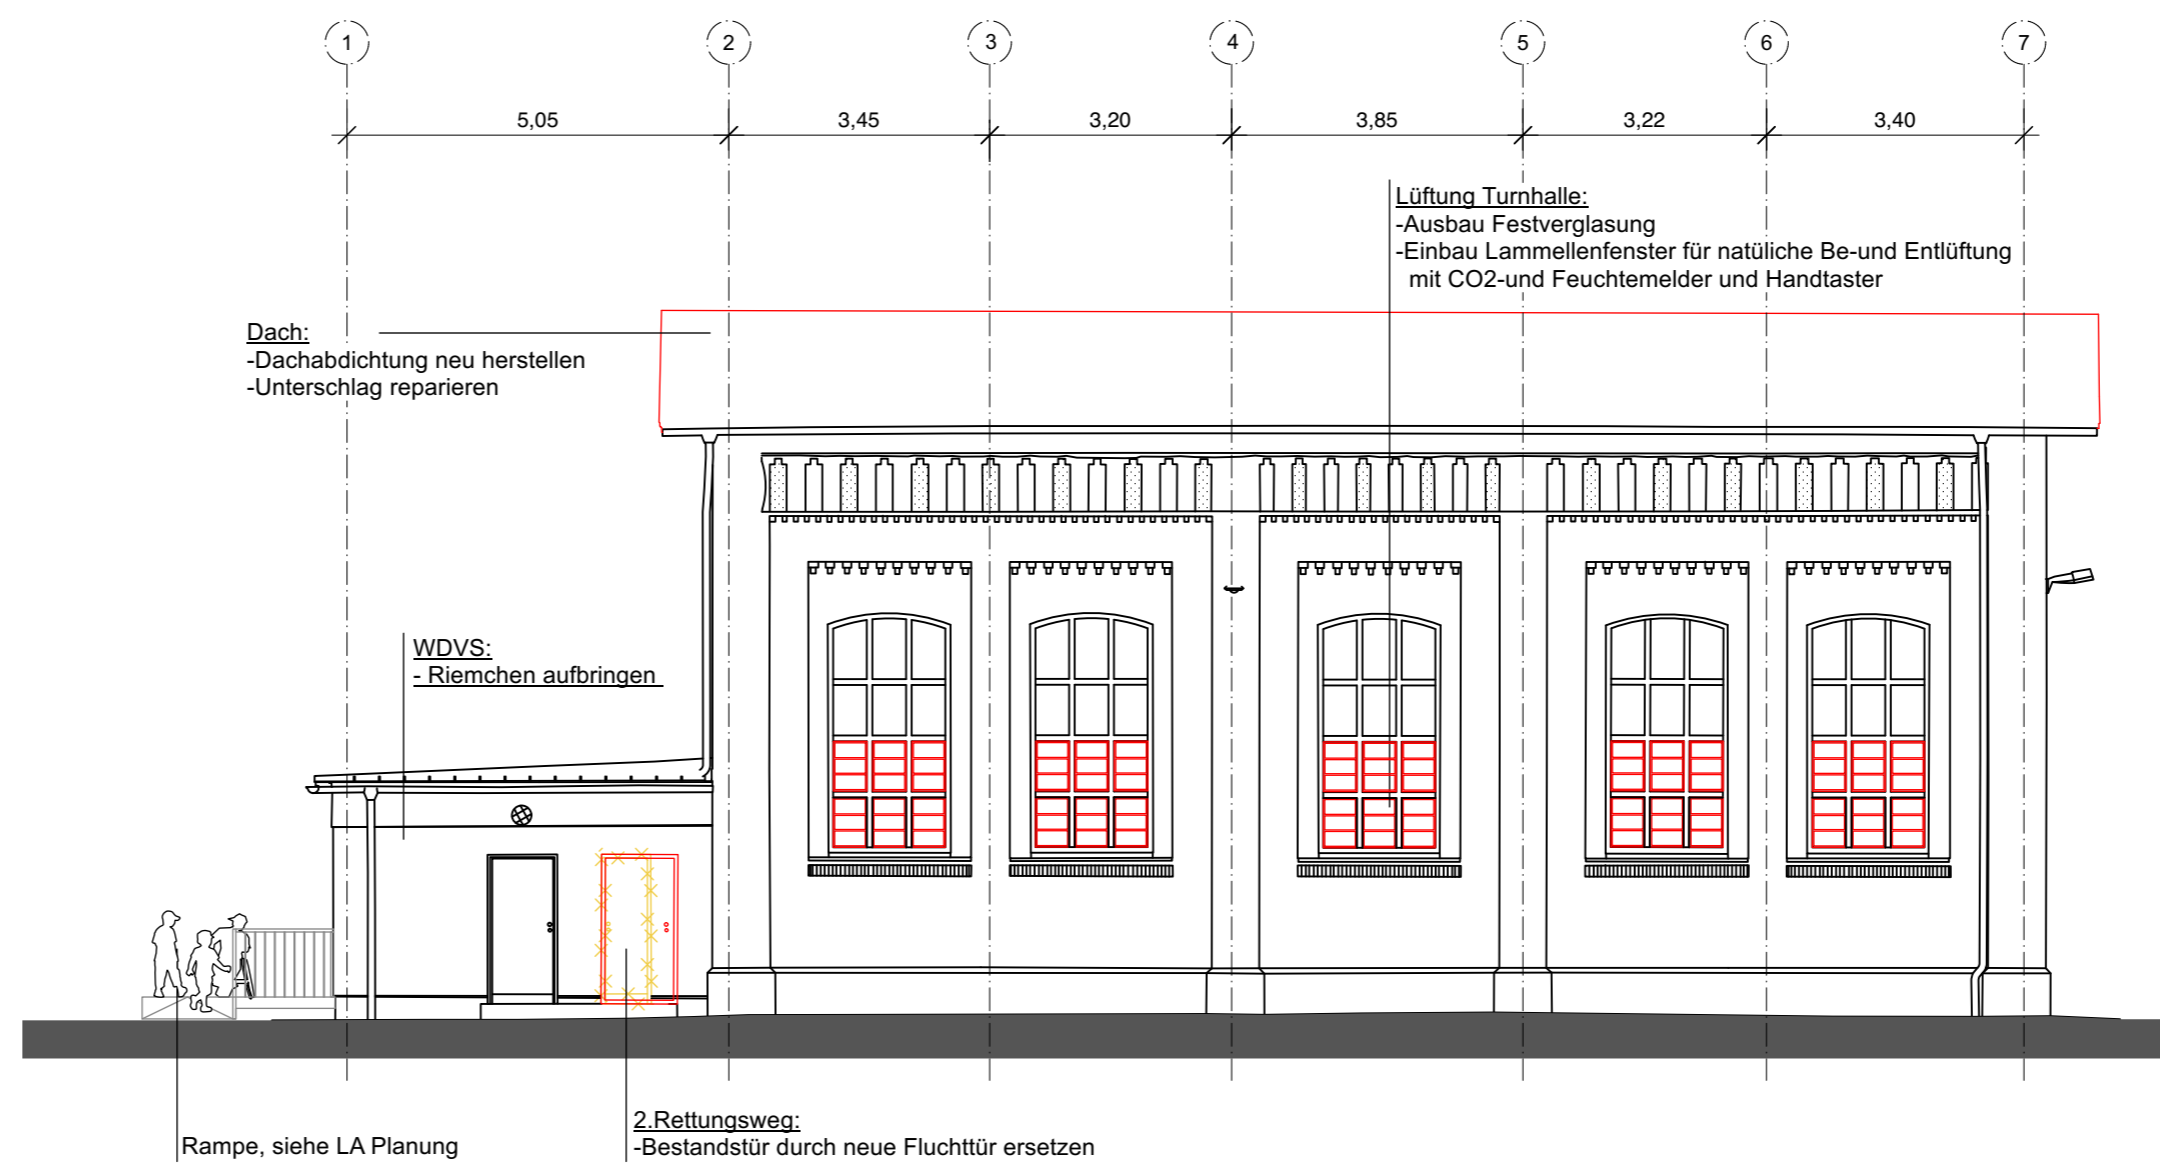 1 2 3 4 5 6 7
5,05 3,45 3,20 3,85 3,22 3,40
Lüftung Turnhalle:
-Ausbau Festverglasung
-Einbau Lammellenfenster für natüliche Be-und Entlüftung
mit CO2-und Feuchtemelder und Handtaster
Dach:
-Dachabdichtung neu herstellen
-Unterschlag reparieren
WDVS:
- Riemchen aufbringen
2.Rettungsweg:
-Bestandstür durch neue Fluchttür ersetzen
Rampe, siehe LA Planung